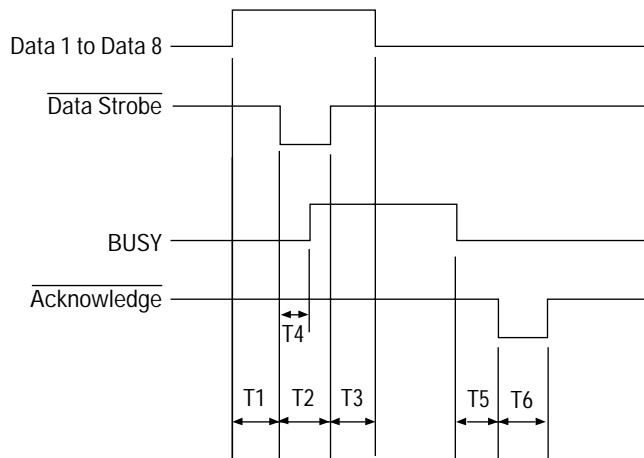 Data 1 to Data 8
Data Strobe
BUSY
Acknowledge
T4
T1 T2 T3 T5 T6